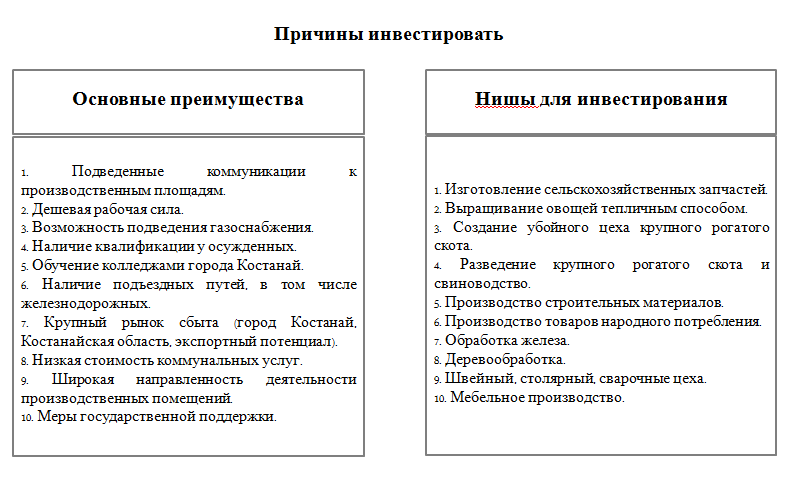 Причины инвестировать
Основные преимущества
1. Подведенные коммуникации к
производственным площадям.
2. Дешевая рабочая сила.
3. Возможность подведения газоснабжения.
4. Наличие квалификации у осужденных.
5. Обучение колледжами города Костанай.
6. Наличие подъездных путей, в том числе
железнодорожных.
7. Крупный рынок сбыта (город Костанай,
Костанайская область, экспортный потенциал).
8. Низкая стоимость коммунальных услуг.
9. Широкая направленность деятельности
производственных помещений.
10. Меры государственной поддержки.
Нишы для инвестирования
1. Изготовление сельскохозяйственных запчастей.
2. Выращивание овощей тепличным способом.
3. Создание убойного цеха крупного рогатого
скота.
4. Разведение крупного рогатого скота и
свиноводство.
5. Производство строительных материалов.
6. Производство товаров народного потребления.
7. Обработка железа.
8. Деревообработка.
9. Швейный, столярный, сварочные цеха.
10. Мебельное производство.